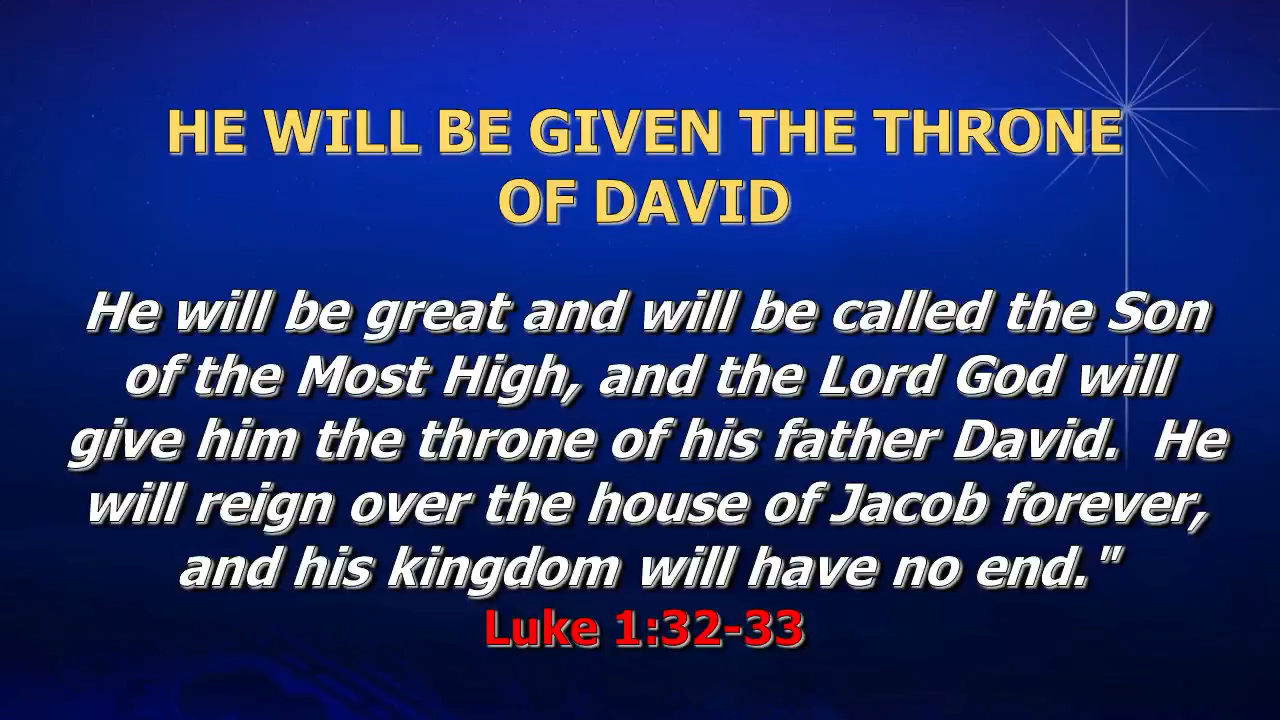 HE WILL BE GIVEN THE THRONE
OF DAVID
He will be great and will be called the Son
of the Most High, and the Lord God will
give him the throne of his father David.  He
will reign over the house of Jacob forever,
and his kingdom will have no end."
Luke 1:32-33